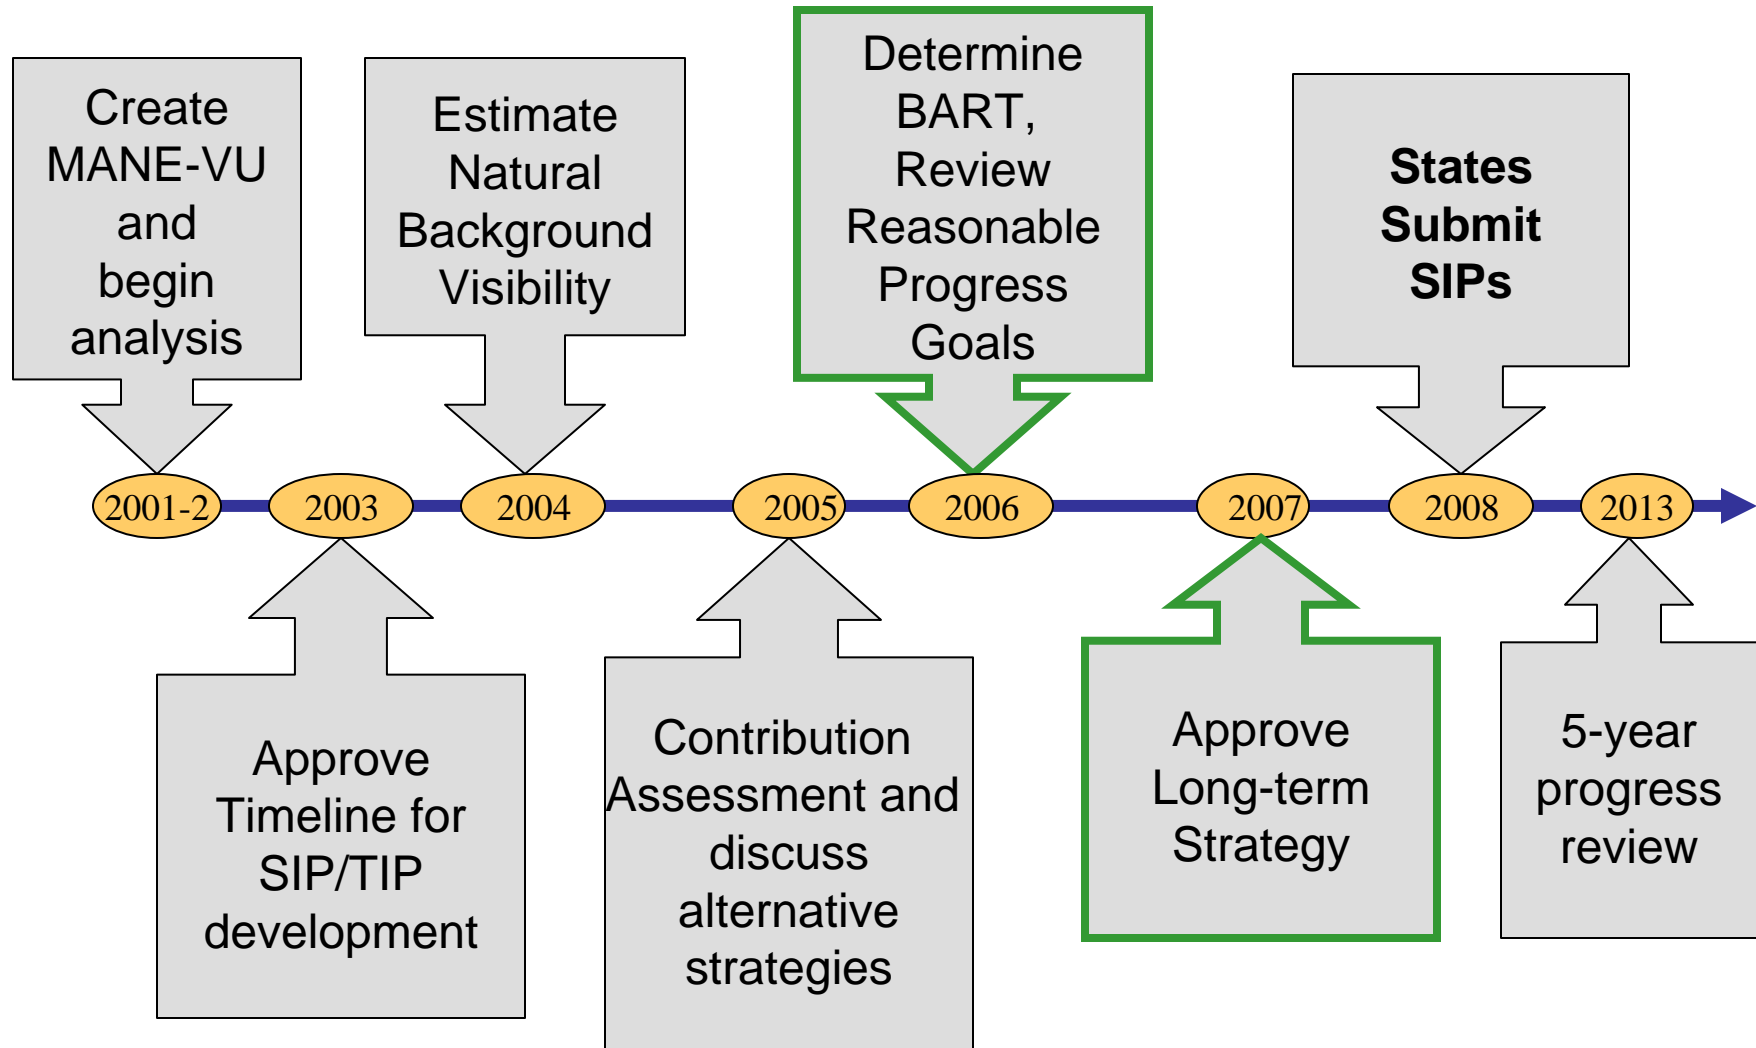 Create
MANE-VU
and
begin
analysis
Estimate
Natural
Background
Visibility
Determine
BART,
Review
Reasonable
Progress
Goals
States
Submit
SIPs
2001-2
2003
2004
2005
2006
2007
2008
2013
Approve
Timeline for
SIP/TIP
development
Contribution
Assessment and
discuss
alternative
strategies
Approve
Long-term
Strategy
5-year
progress
review